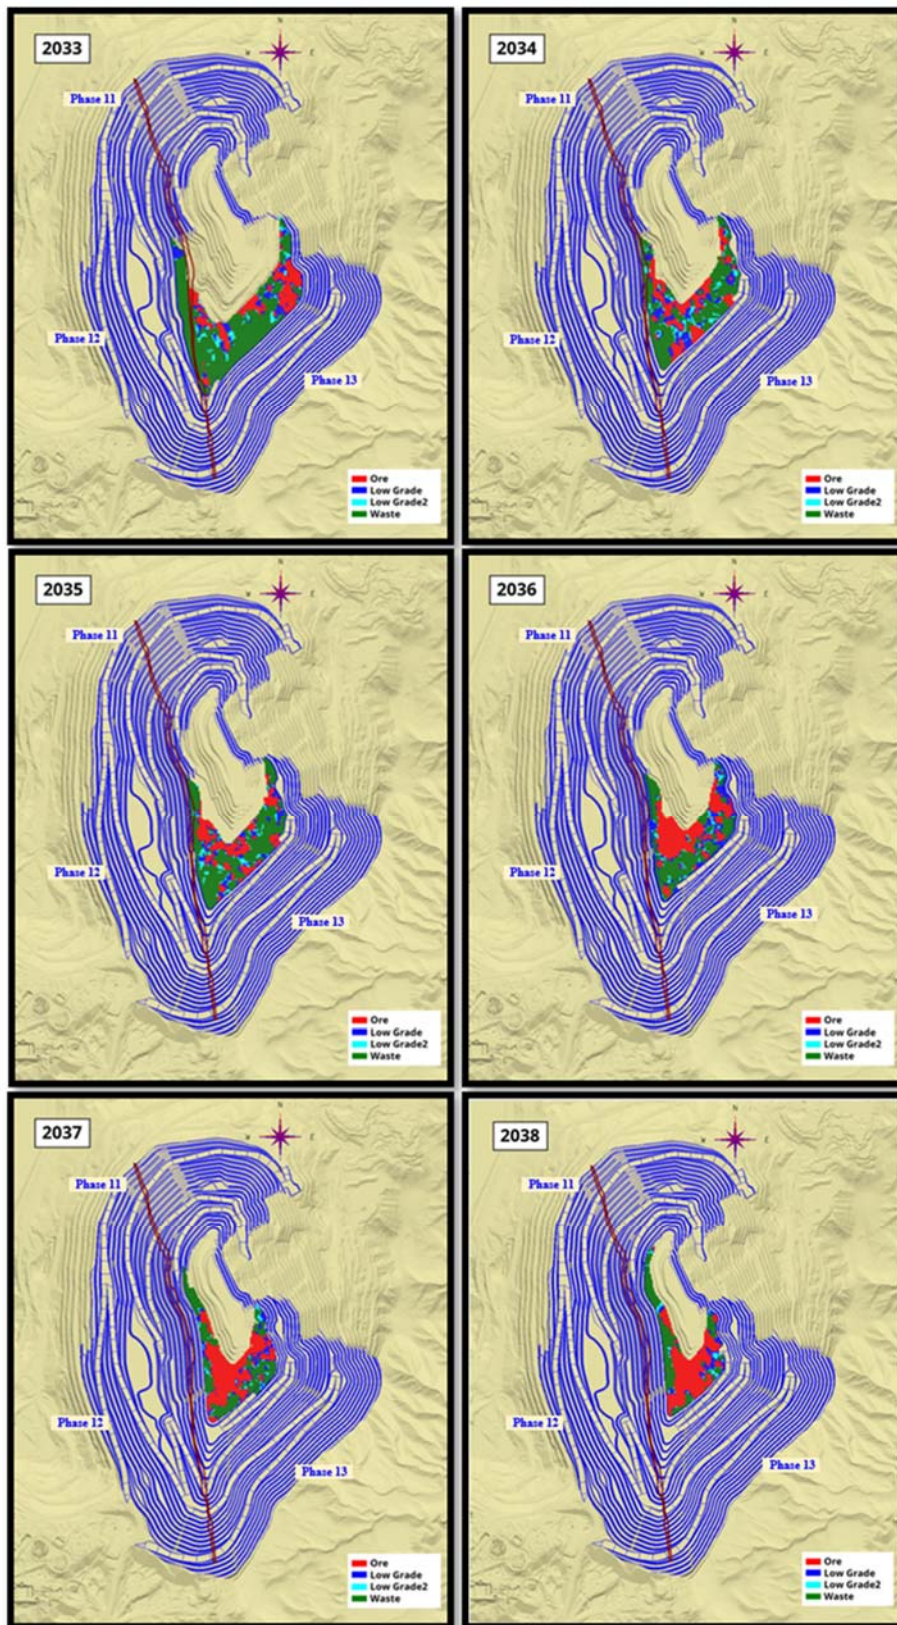 2033
N
W E
Phase 11
Phase 12
Phase 13
Ore
Low Grade
Low Grade2
Waste
2034
N
W E
Phase 11
Phase 12
Phase 13
Ore
Low Grade
Low Grade2
Waste
2035
N
W E
Phase 11
Phase 12
Phase 13
Ore
Low Grade
Low Grade2
Waste
2036
N
W E
Phase 11
Phase 12
Phase 13
Ore
Low Grade
Low Grade2
Waste
2037
N
W E
Phase 11
Phase 12
Phase 13
Ore
Low Grade
Low Grade2
Waste
2038
N
W E
Phase 11
Phase 12
Phase 13
Ore
Low Grade
Low Grade2
Waste